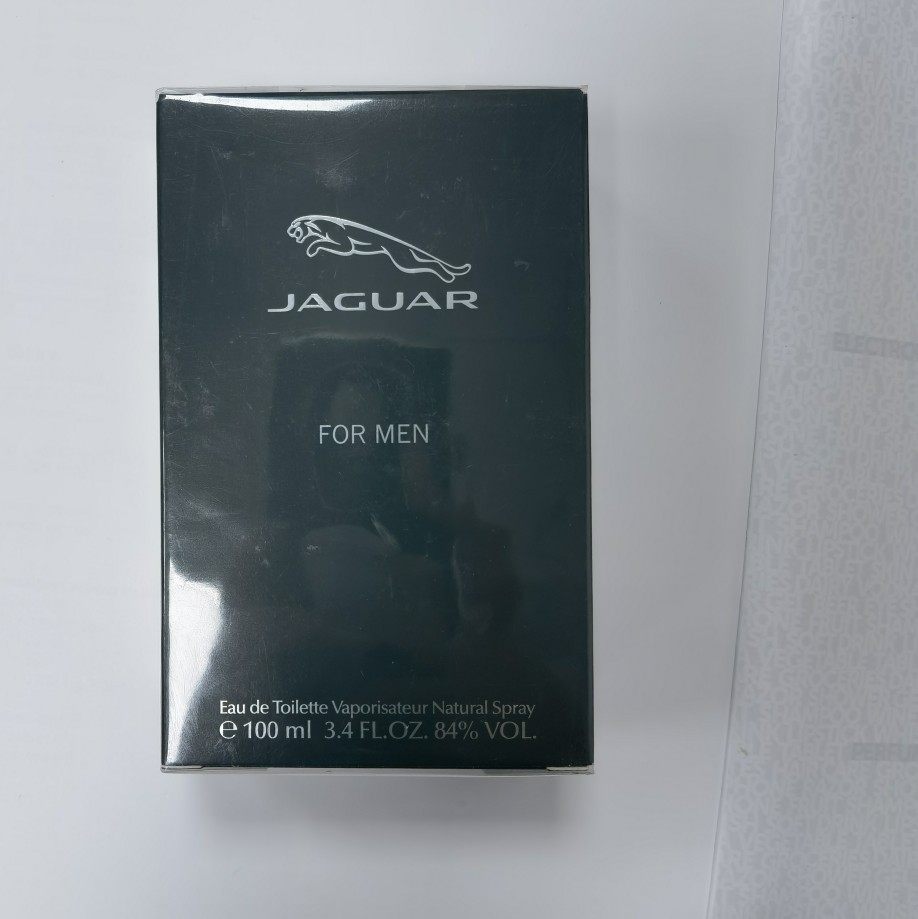 JAGUAR
FOR MEN
Eau de Toilette Vaporisateur Natural Spray
℮ 100 ml 3.4 FL.OZ. 84% VOL.